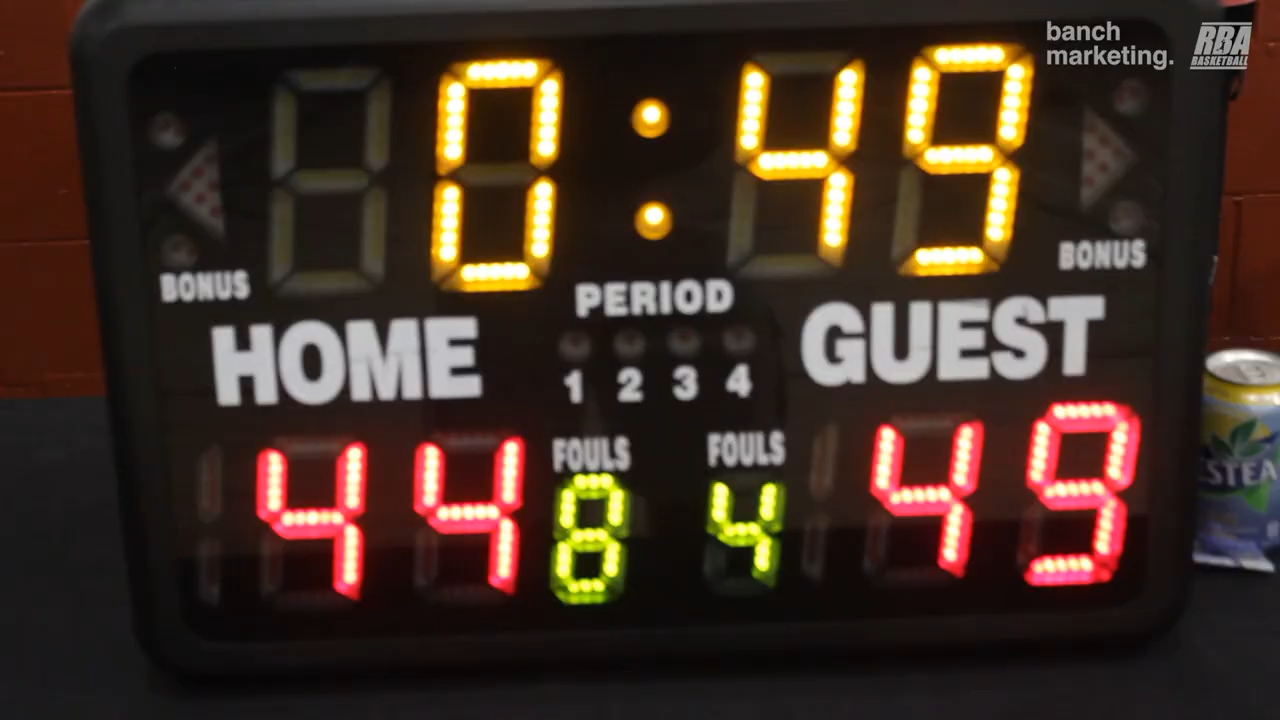 banch
marketing.
RBA
BASKETBALL
0:49
BONUS
BONUS
PERIOD
HOME
GUEST
1 2 3 4
FOULS
FOULS
44
8
4
49
STEA